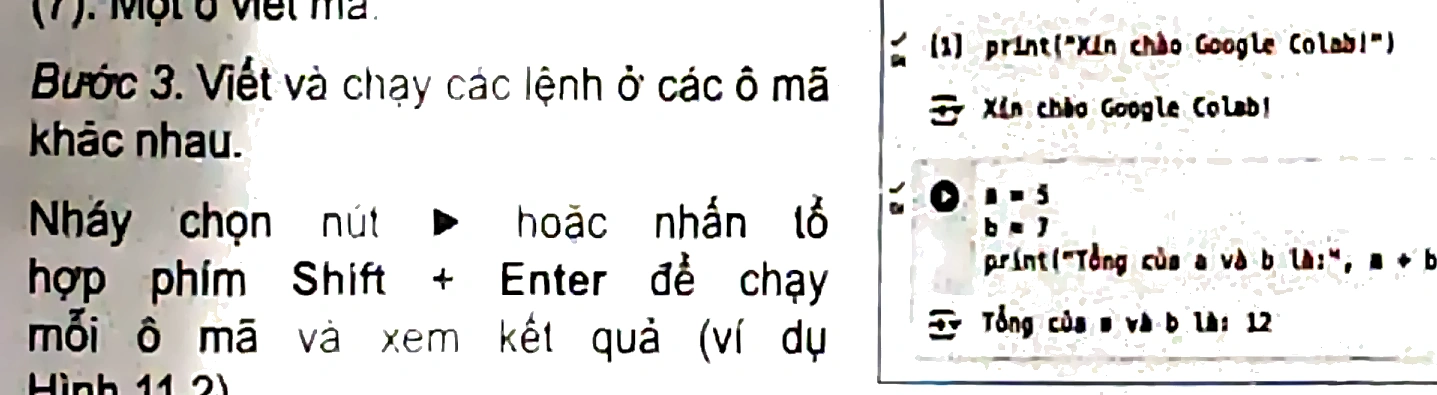 (7). Một ô viết mã.
Bước 3. Viết và chạy các lệnh ở các ô mã
khác nhau.
Nháy chọn nút ▶ hoặc nhấn tổ
hợp phím Shift + Enter để chạy
mỗi ô mã và xem kết quả (ví dụ
Hình 11.2)
[1] print("Xin chào Google Colab!")
Xin chào Google Colab!
a = 5
b = 7
print("Tổng của a và b là:", a + b
Tổng của a và b là: 12